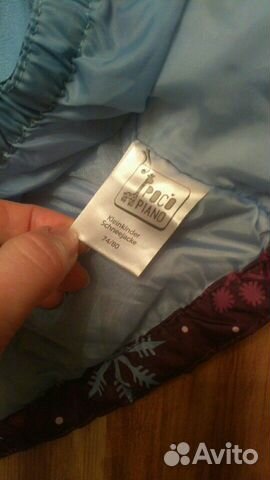 POCO
PIANO
Kleinkinder
Schneejacke
74/80
Avito